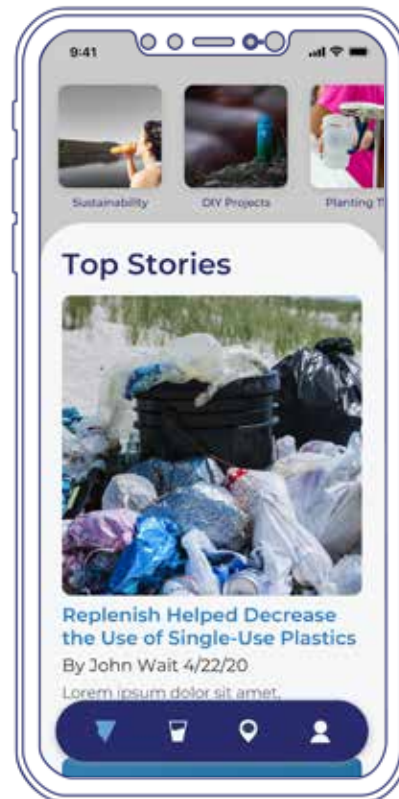 9:41
Sustainability
DIY Projects
Planting T
Top Stories
Replenish Helped Decrease
the Use of Single-Use Plastics
By John Wait 4/22/20
Lorem ipsum dolor sit amet,